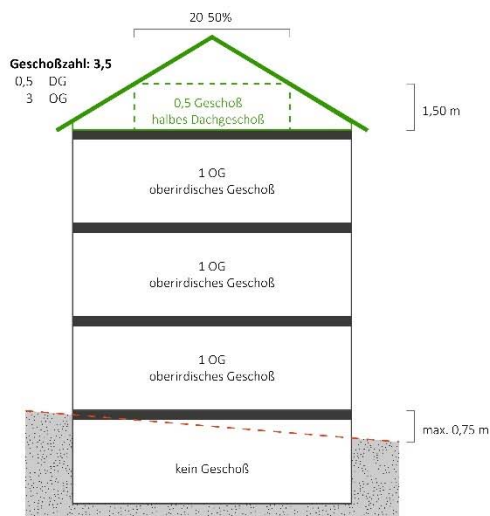 20 50%
Geschoßzahl: 3,5
0,5 DG
3 OG
0,5 Geschoß
halbes Dachgeschoß
1,50 m
1 OG
oberirdisches Geschoß
1 OG
oberirdisches Geschoß
1 OG
oberirdisches Geschoß
max. 0,75 m
kein Geschoß